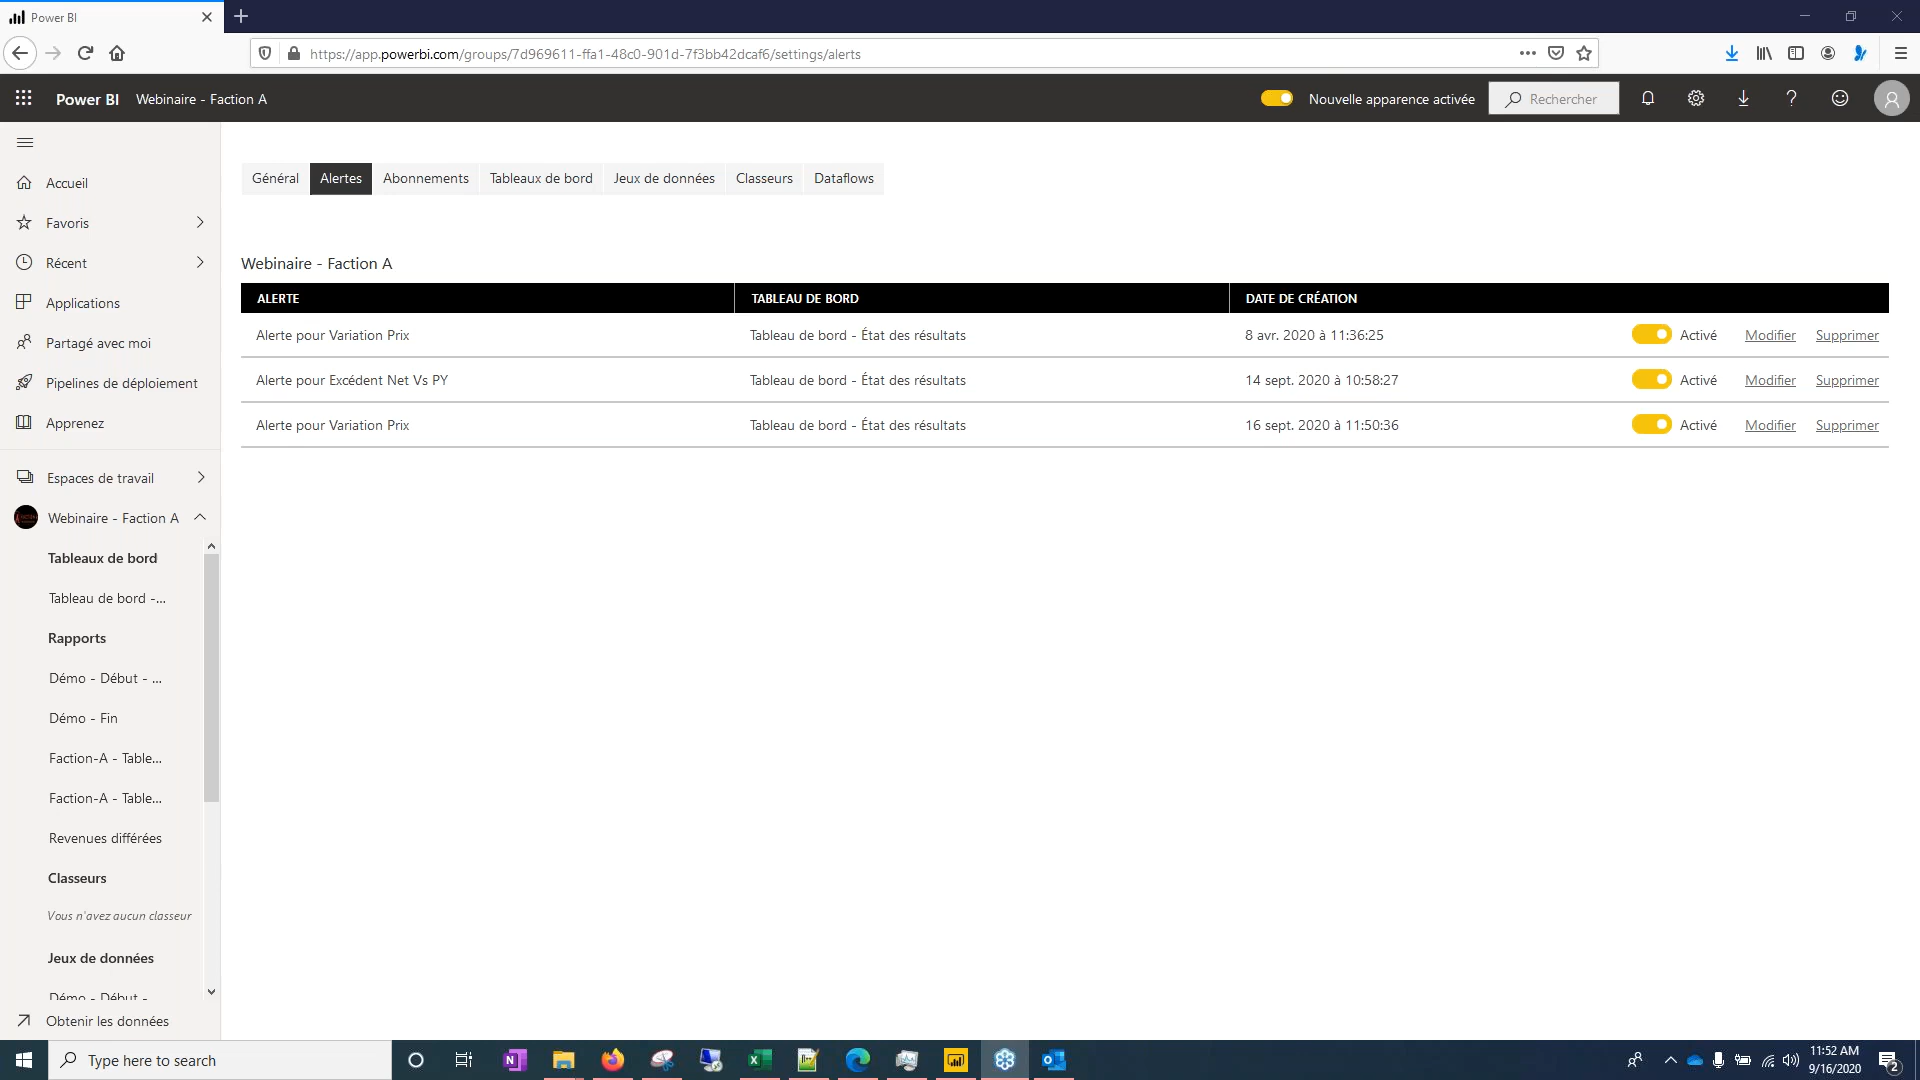 Power BI
https://app.powerbi.com/groups/7d969611-ffa1-48c0-901d-7f3bb42dcaf6/settings/alerts
Power BI Webinaire - Faction A
Nouvelle apparence activée
Rechercher
Accueil
Favoris
Récent
Applications
Partagé avec moi
Pipelines de déploiement
Apprenez
Espaces de travail
Webinaire - Faction A
Tableaux de bord
Tableau de bord -...
Rapports
Démo - Début - ...
Démo - Fin
Faction-A - Table...
Faction-A - Table...
Revenues différées
Classeurs
Vous n'avez aucun classeur
Jeux de données
Démo - Début -
Obtenir les données
Général Alertes Abonnements Tableaux de bord Jeux de données Classeurs Dataflows
Webinaire - Faction A
ALERTE TABLEAU DE BORD DATE DE CRÉATION
Alerte pour Variation Prix Tableau de bord - État des résultats 8 avr. 2020 à 11:36:25 Activé Modifier Supprimer
Alerte pour Excédent Net Vs PY Tableau de bord - État des résultats 14 sept. 2020 à 10:58:27 Activé Modifier Supprimer
Alerte pour Variation Prix Tableau de bord - État des résultats 16 sept. 2020 à 11:50:36 Activé Modifier Supprimer
Type here to search
11:52 AM
9/16/2020
2